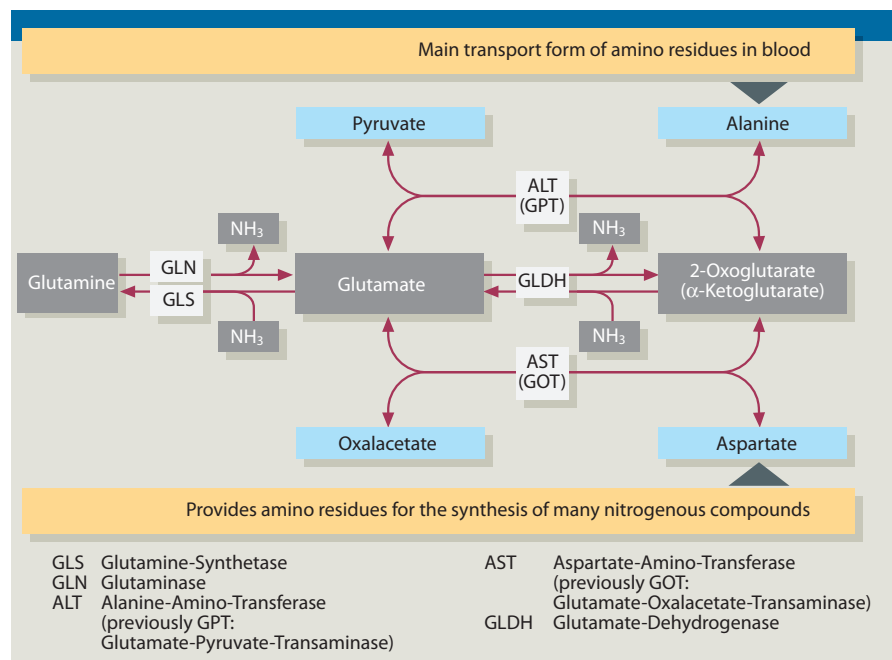 Main transport form of amino residues in blood
Pyruvate
Alanine
ALT
(GPT)
NH₃
NH₃
Glutamine
GLN
GLS
Glutamate
GLDH
2-Oxoglutarate
(α-Ketoglutarate)
NH₃
NH₃
AST
(GOT)
Oxalacetate
Aspartate
Provides amino residues for the synthesis of many nitrogenous compounds
GLS Glutamine-Synthetase
GLN Glutaminase
ALT Alanine-Amino-Transferase
(previously GPT:
Glutamate-Pyruvate-Transaminase)
AST Aspartate-Amino-Transferase
(previously GOT:
Glutamate-Oxalacetate-Transaminase)
GLDH Glutamate-Dehydrogenase